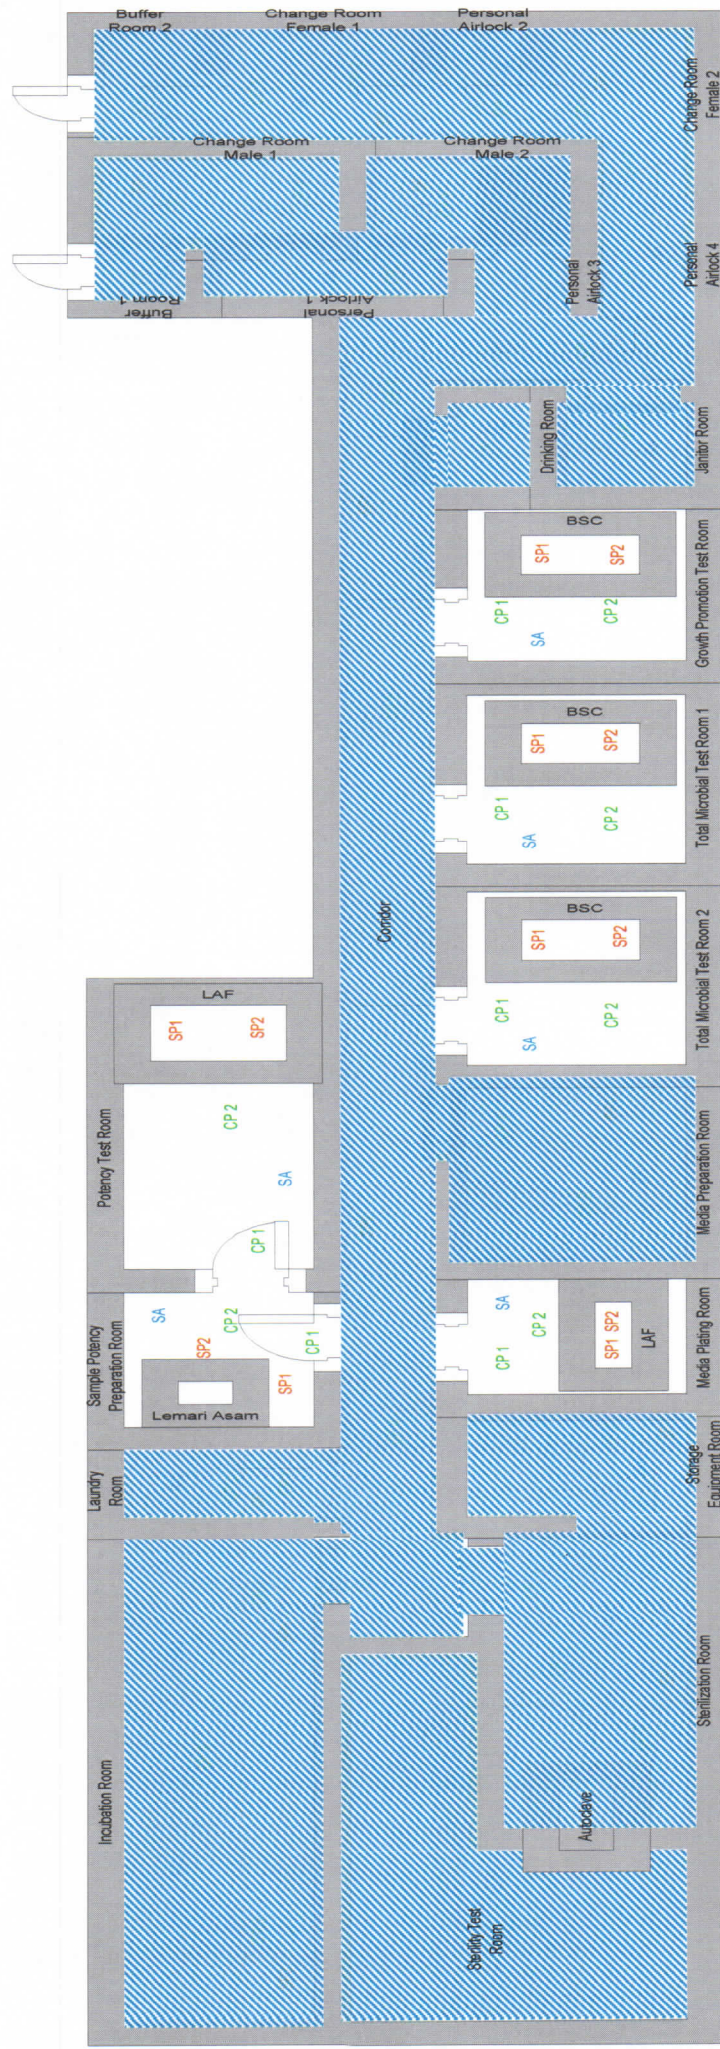 Buffer
Room 2
Change Room
Female 1
Personal
Airlock 2
Change Room
Female 2
Change Room
Male 1
Change Room
Male 2
Buffer
Room 1
Personal
Airlock 1
Personal
Airlock 3
Personal
Airlock 4
Drinking Room
Janitor Room
BSC
SP1
SP2
CP1
CP 2
SA
Growth Promotion Test Room
BSC
SP1
SP2
CP1
CP 2
SA
Total Microbial Test Room 1
Corridor
BSC
SP1
SP2
CP1
CP 2
SA
Total Microbial Test Room 2
LAF
SP1
SP2
CP 2
SA
CP1
Potency Test Room
Media Preparation Room
Sample Potency
Preparation Room
SA
CP 2
SP2
CP1
SP1
Lemari Asam
SA
CP 2
CP1
SP1 SP2
LAF
Media Plating Room
Laundry
Room
Storage
Equipment Room
Incubation Room
Sterilization Room
Autoclave
Sterility Test
Room